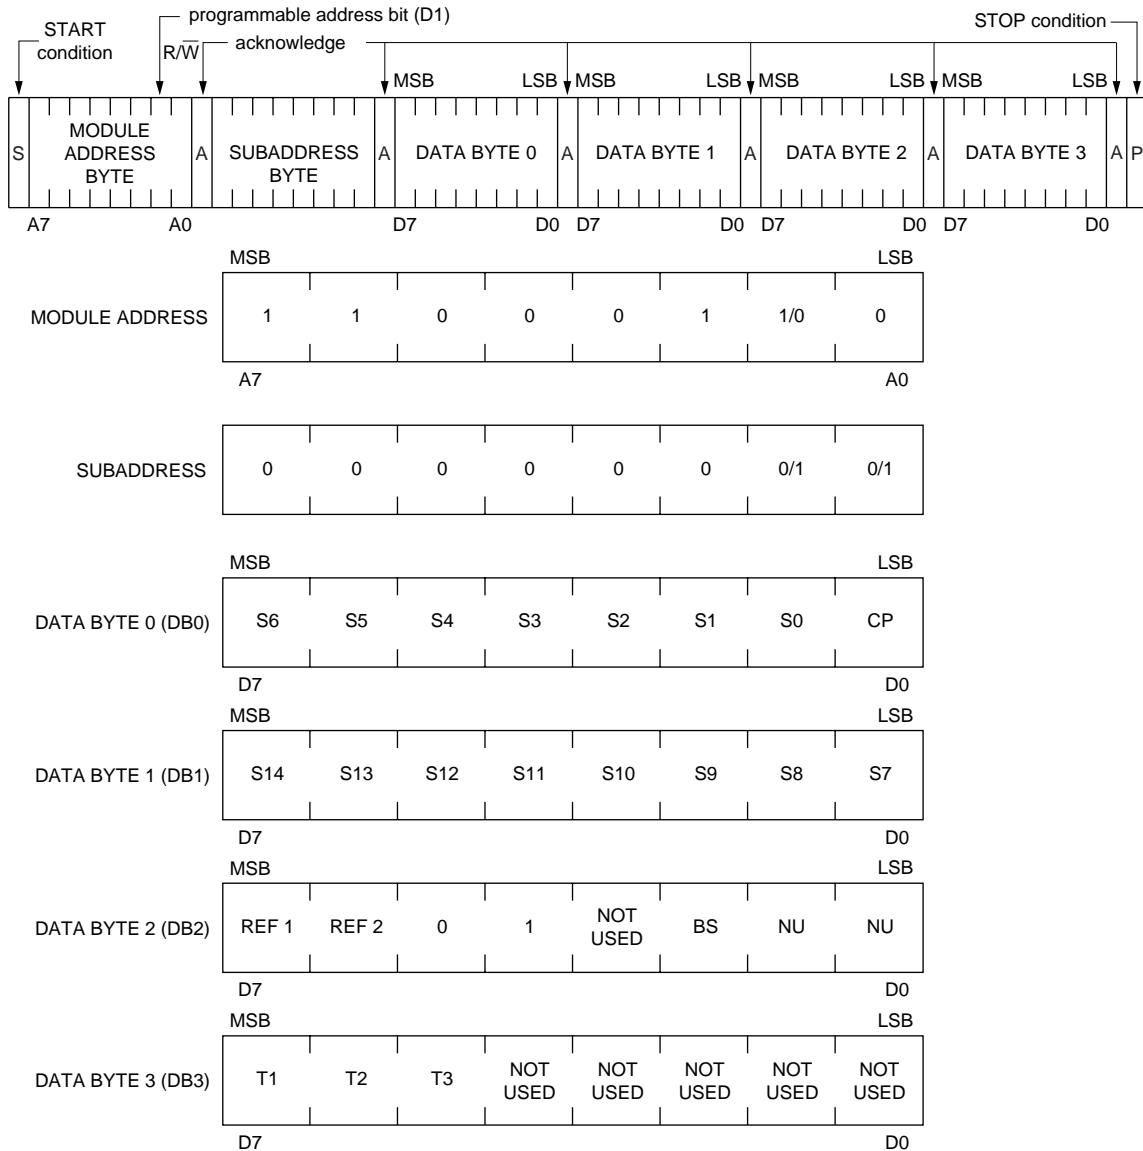 START
condition
programmable address bit (D1)
R/W
acknowledge
STOP condition
MSB LSB MSB LSB MSB LSB MSB LSB
S MODULE ADDRESS BYTE A SUBADDRESS BYTE A DATA BYTE 0 A DATA BYTE 1 A DATA BYTE 2 A DATA BYTE 3 A P
A7 A0 D7 D0 D7 D0 D7 D0 D7 D0
MSB LSB
MODULE ADDRESS 1 1 0 0 0 1 1/0 0
A7 A0
SUBADDRESS 0 0 0 0 0 0 0/1 0/1
MSB LSB
DATA BYTE 0 (DB0) S6 S5 S4 S3 S2 S1 S0 CP
D7 D0
MSB LSB
DATA BYTE 1 (DB1) S14 S13 S12 S11 S10 S9 S8 S7
D7 D0
MSB LSB
DATA BYTE 2 (DB2) REF 1 REF 2 0 1 NOT USED BS NU NU
D7 D0
MSB LSB
DATA BYTE 3 (DB3) T1 T2 T3 NOT USED NOT USED NOT USED NOT USED NOT USED
D7 D0